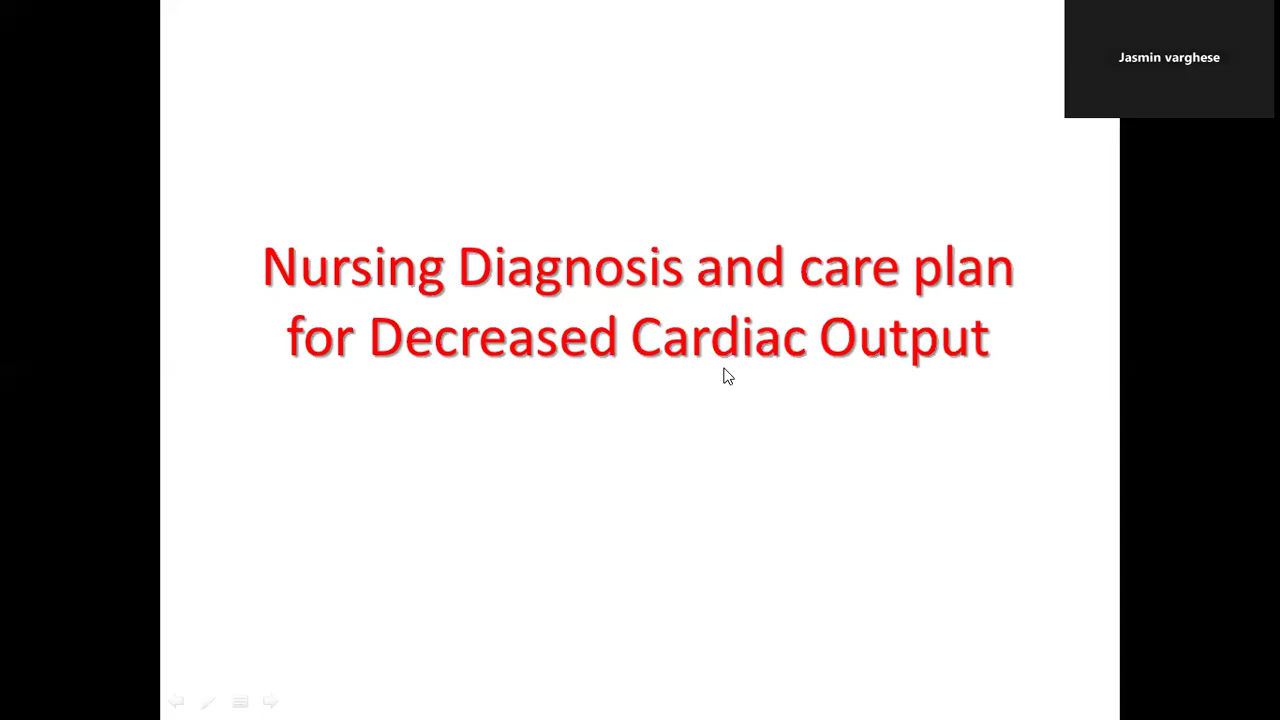 Jasmin varghese
Nursing Diagnosis and care plan
for Decreased Cardiac Output